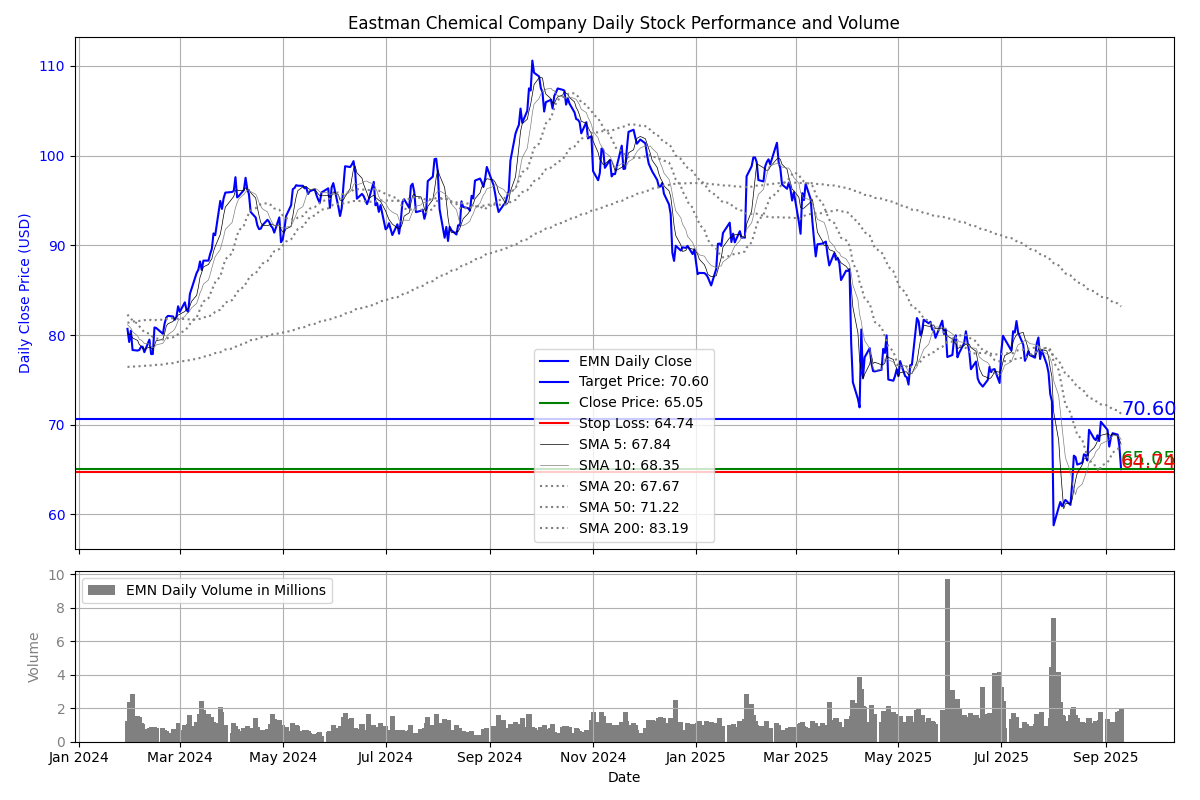 Eastman Chemical Company Daily Stock Performance and Volume
Daily Close Price (USD)
110
100
90
80
70
60
EMN Daily Close
Target Price: 70.60
Close Price: 65.05
Stop Loss: 64.74
SMA 5: 67.84
SMA 10: 68.35
SMA 20: 67.67
SMA 50: 71.22
SMA 200: 83.19
70.60
65.05
64.74
Volume
10
8
6
4
2
0
EMN Daily Volume in Millions
Jan 2024 Mar 2024 May 2024 Jul 2024 Sep 2024 Nov 2024 Jan 2025 Mar 2025 May 2025 Jul 2025 Sep 2025
Date